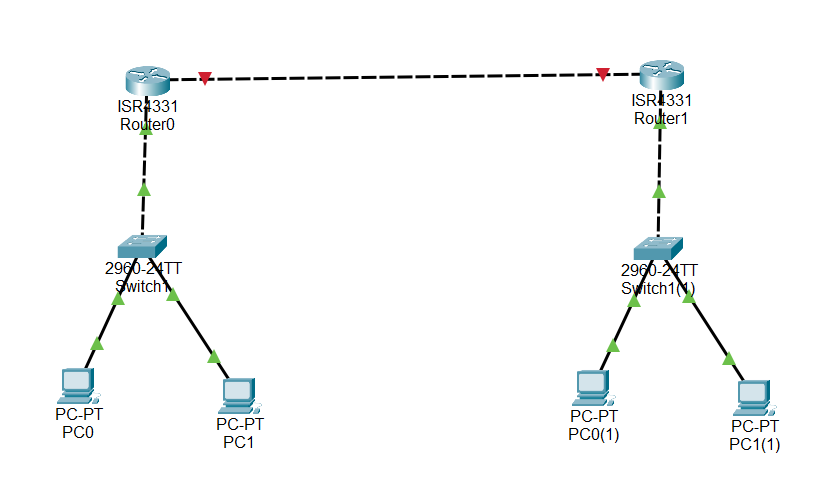 ISR4331
Router0
ISR4331
Router1
2960-24TT
Switch1
2960-24TT
Switch1(1)
PC-PT
PC0
PC-PT
PC1
PC-PT
PC0(1)
PC-PT
PC1(1)